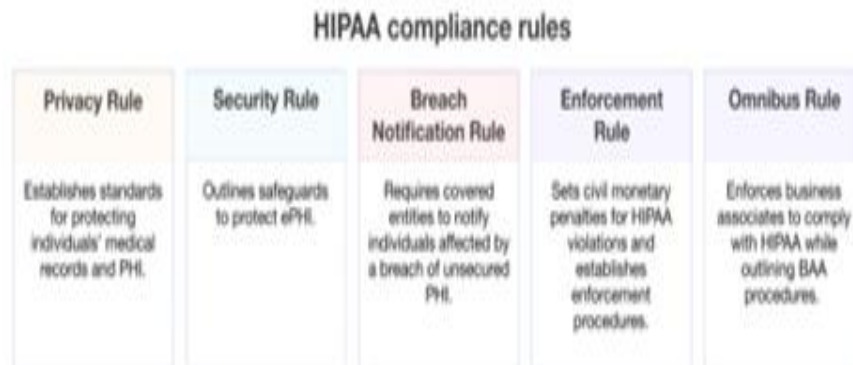 HIPAA compliance rules
Privacy Rule
Establishes standards
for protecting
individuals' medical
records and PHI.
Security Rule
Outlines safeguards
to protect ePHI.
Breach
Notification Rule
Requires covered
entities to notify
individuals affected by
a breach of unsecured
PHI.
Enforcement
Rule
Sets civil monetary
penalties for HIPAA
violations and
establishes
enforcement
procedures.
Omnibus Rule
Enforces business
associates to comply
with HIPAA while
outlining BAA
procedures.